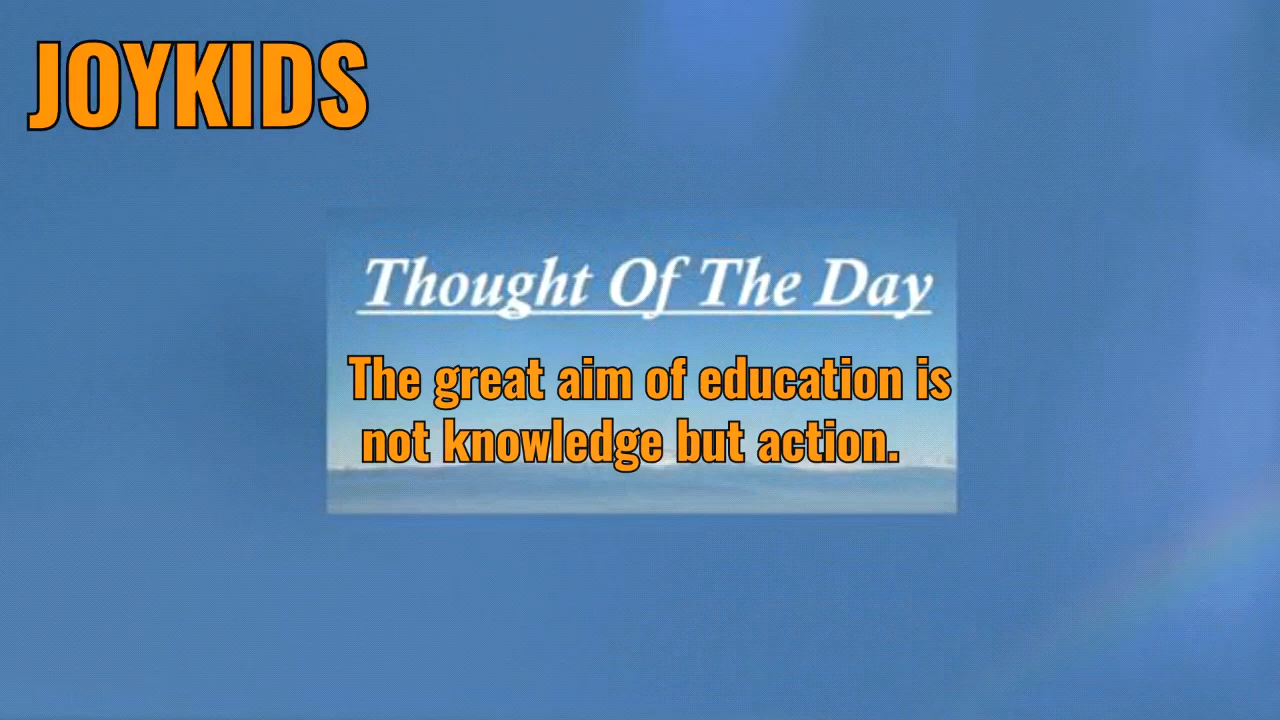 JOYKIDS
Thought Of The Day
The great aim of education is
not knowledge but action.